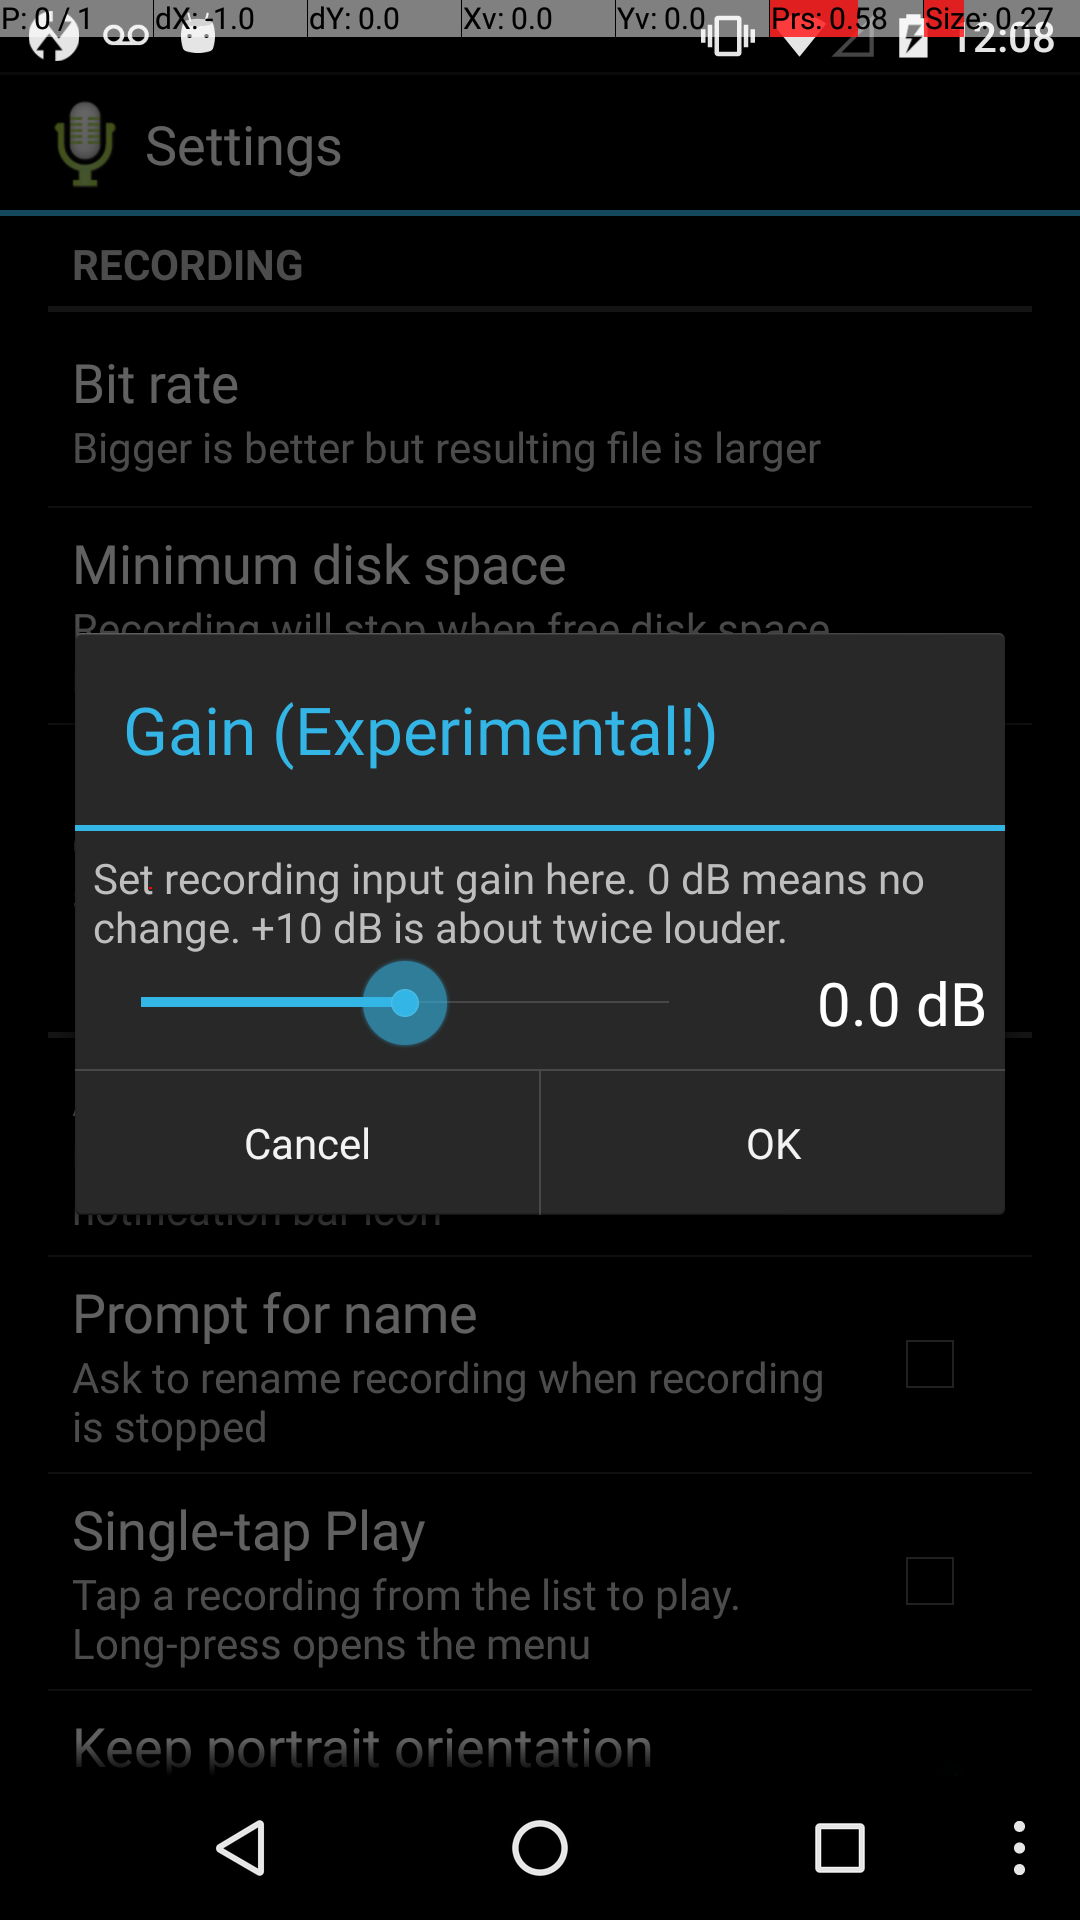 P: 0 / 1 dX: -1.0 dY: 0.0 Xv: 0.0 Yv: 0.0 Prs: 0.58 Size: 0.27
12:08
Settings
RECORDING
Bit rate
Bigger is better but resulting file is larger
Minimum disk space
Recording will stop when free disk space
Gain (Experimental!)
Set recording input gain here. 0 dB means no
change. +10 dB is about twice louder.
0.0 dB
Cancel OK
notification bar icon
Prompt for name
Ask to rename recording when recording
is stopped
Single-tap Play
Tap a recording from the list to play.
Long-press opens the menu
Keep portrait orientation